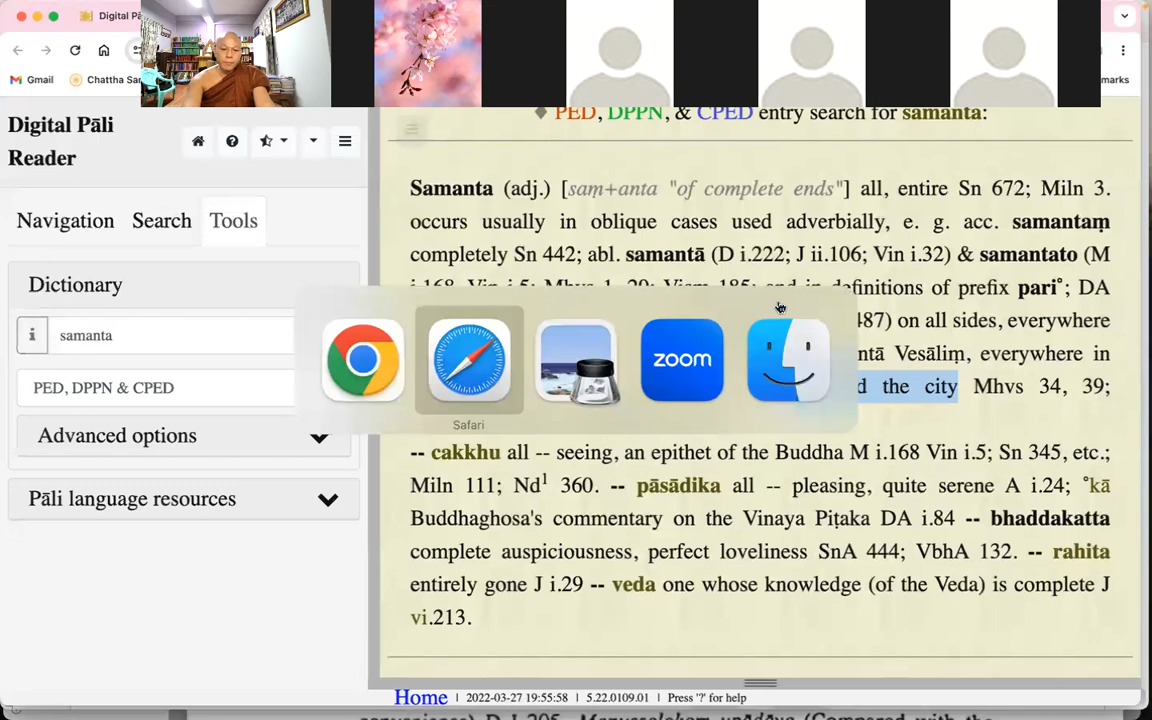 Digital Pā
Gmail
Chattha Sa
marks
Digital Pāli
Reader
Navigation Search Tools
Dictionary
samanta
PED, DPPN & CPED
Advanced options
Pāli language resources
♦ PED, DPPN, & CPED entry search for samanta:
Samanta (adj.) [saṃ+anta "of complete ends"] all, entire Sn 672; Miln 3.
occurs usually in oblique cases used adverbially, e. g. acc. samantaṃ
completely Sn 442; abl. samantā (D i.222; J ii.106; Vin i.32) & samantato (M
definitions of prefix pari˚; DA
487) on all sides, everywhere
ntā Vesāliṃ, everywhere in
d the city Mhvs 34, 39;
zoom
Safari
-- cakkhu all -- seeing, an epithet of the Buddha M i.168 Vin i.5; Sn 345, etc.;
Miln 111; Nd¹ 360. -- pāsādika all -- pleasing, quite serene A i.24; ˚kā
Buddhaghosa's commentary on the Vinaya Piṭaka DA i.84 -- bhaddakatta
complete auspiciousness, perfect loveliness SnA 444; VbhA 132. -- rahita
entirely gone J i.29 -- veda one whose knowledge (of the Veda) is complete J
vi.213.
Home | 2022-03-27 19:55:58 | 5.22.0109.01 | Press '?' for help